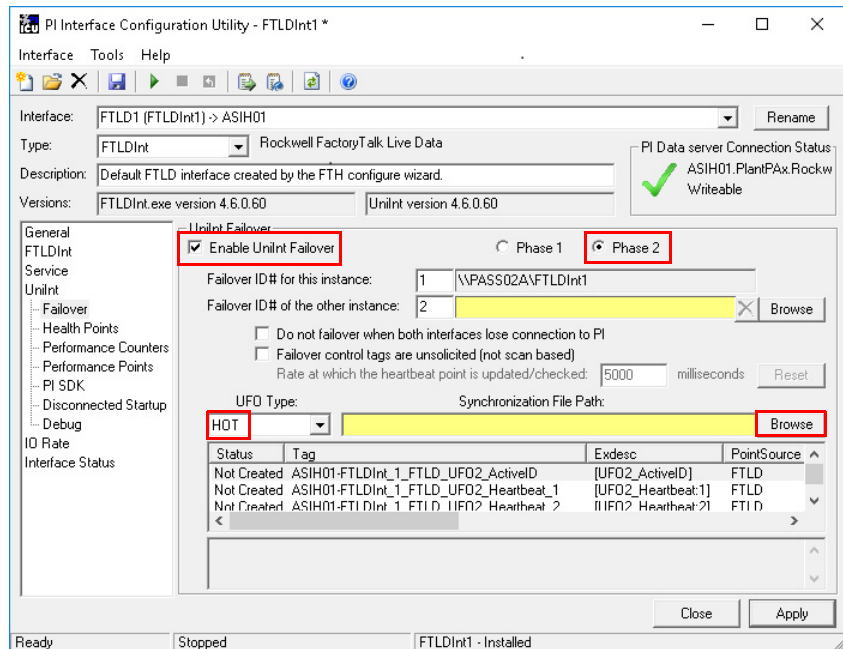 PI Interface Configuration Utility - FTLDInt1 *
Interface Tools Help
Interface: FTLD1 (FTLDInt1) -> ASIH01 Rename
Type: FTLDInt Rockwell FactoryTalk Live Data
PI Data server Connection Status
ASIH01.PlantPAx.Rockw
Writeable
Description: Default FTLD interface created by the FTH configure wizard.
Versions: FTLDInt.exe version 4.6.0.60 UniInt version 4.6.0.60
General
FTLDInt
Service
UniInt
Failover
Health Points
Performance Counters
Performance Points
PI SDK
Disconnected Startup
Debug
IO Rate
Interface Status
UniInt Failover
Enable UniInt Failover Phase 1 Phase 2
Failover ID# for this instance: 1 \\PASS02A\FTLDInt1
Failover ID# of the other instance: 2 Browse
Do not failover when both interfaces lose connection to PI
Failover control tags are unsolicited (not scan based)
Rate at which the heartbeat point is updated/checked: 5000 milliseconds Reset
UFO Type: Synchronization File Path:
HOT Browse
Status Tag Exdesc PointSource
Not Created ASIH01-FTLDInt_1_FTLD_UFO2_ActiveID [UFO2_ActiveID] FTLD
Not Created ASIH01-FTLDInt_1_FTLD_UFO2_Heartbeat_1 [UFO2_Heartbeat:1] FTLD
Not Created ASIH01-FTLDInt_1_FTLD_UFO2_Heartbeat_2 [UFO2_Heartbeat:2] FTLD
Close Apply
Ready Stopped FTLDInt1 - Installed